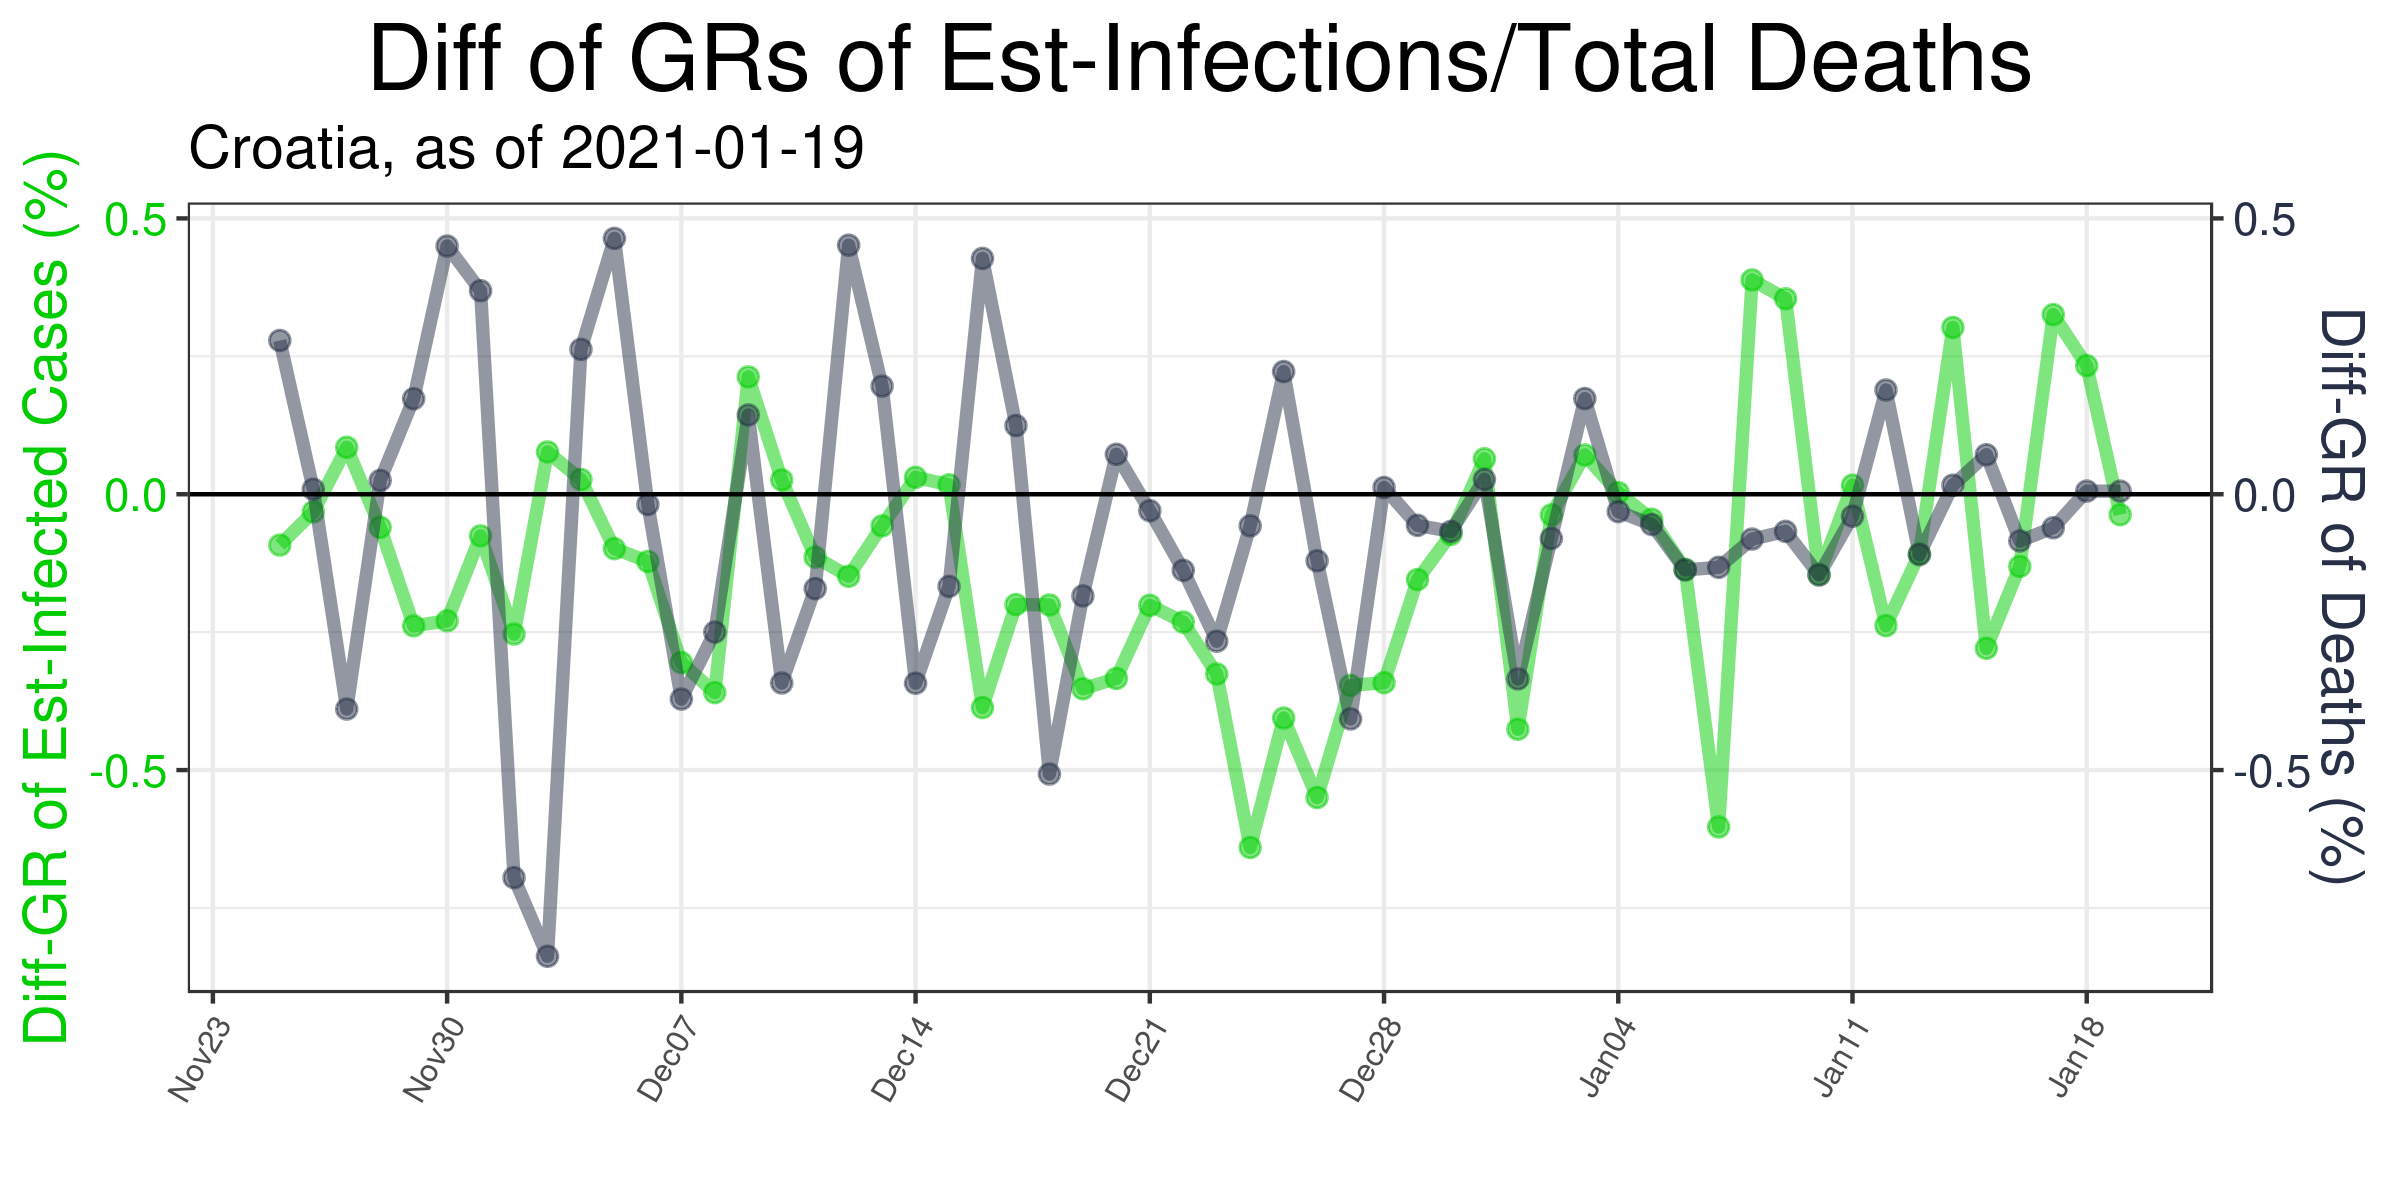 Diff of GRs of Est-Infections/Total Deaths
Croatia, as of 2021-01-19
Diff-GR of Est-Infected Cases (%)
0.5
0.0
-0.5
0.5
0.0
-0.5
Diff-GR of Deaths (%)
Nov23
Nov30
Dec07
Dec14
Dec21
Dec28
Jan04
Jan11
Jan18